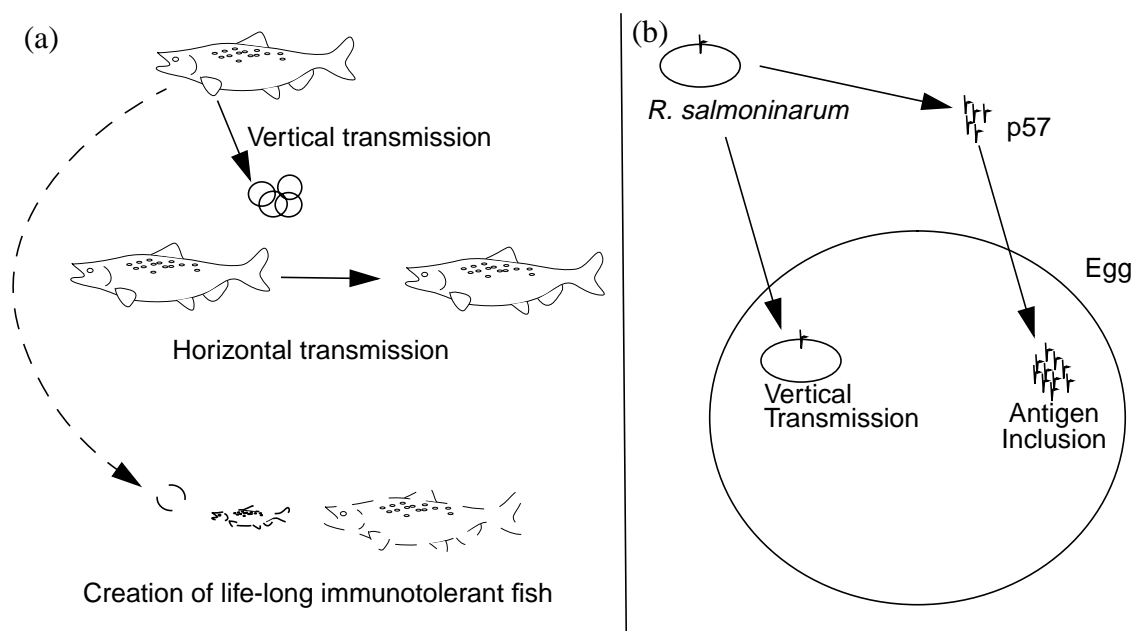 (a)
Vertical transmission
Horizontal transmission
Creation of life-long immunotolerant fish
(b)
R. salmoninarum
p57
Egg
Vertical
Transmission
Antigen
Inclusion